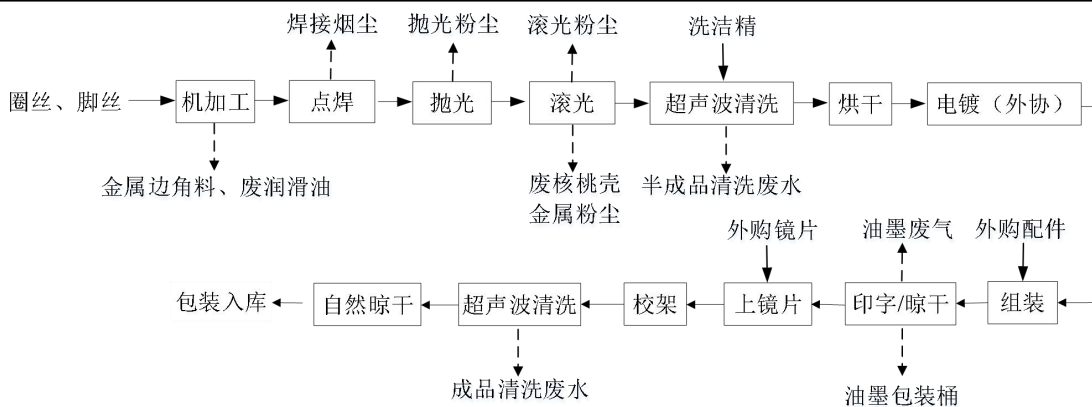 焊接烟尘
抛光粉尘
滚光粉尘
洗洁精
圈丝、脚丝
机加工
点焊
抛光
滚光
超声波清洗
烘干
电镀（外协）
金属边角料、废润滑油
废核桃壳
金属粉尘
半成品清洗废水
外购镜片
油墨废气
外购配件
包装入库
自然晾干
超声波清洗
校架
上镜片
印字/晾干
组装
成品清洗废水
油墨包装桶